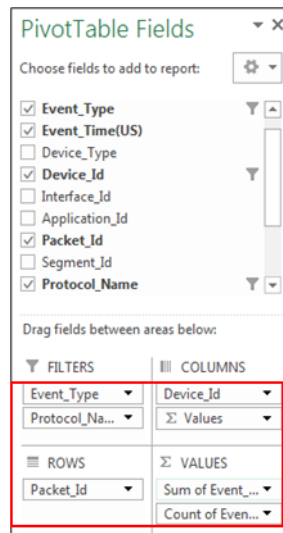 PivotTable Fields
Choose fields to add to report:
Event_Type
Event_Time(US)
Device_Type
Device_Id
Interface_Id
Application_Id
Packet_Id
Segment_Id
Protocol_Name
Drag fields between areas below:
FILTERS
COLUMNS
Event_Type
Device_Id
Protocol_Na...
Σ Values
ROWS
Σ VALUES
Packet_Id
Sum of Event_...
Count of Even...